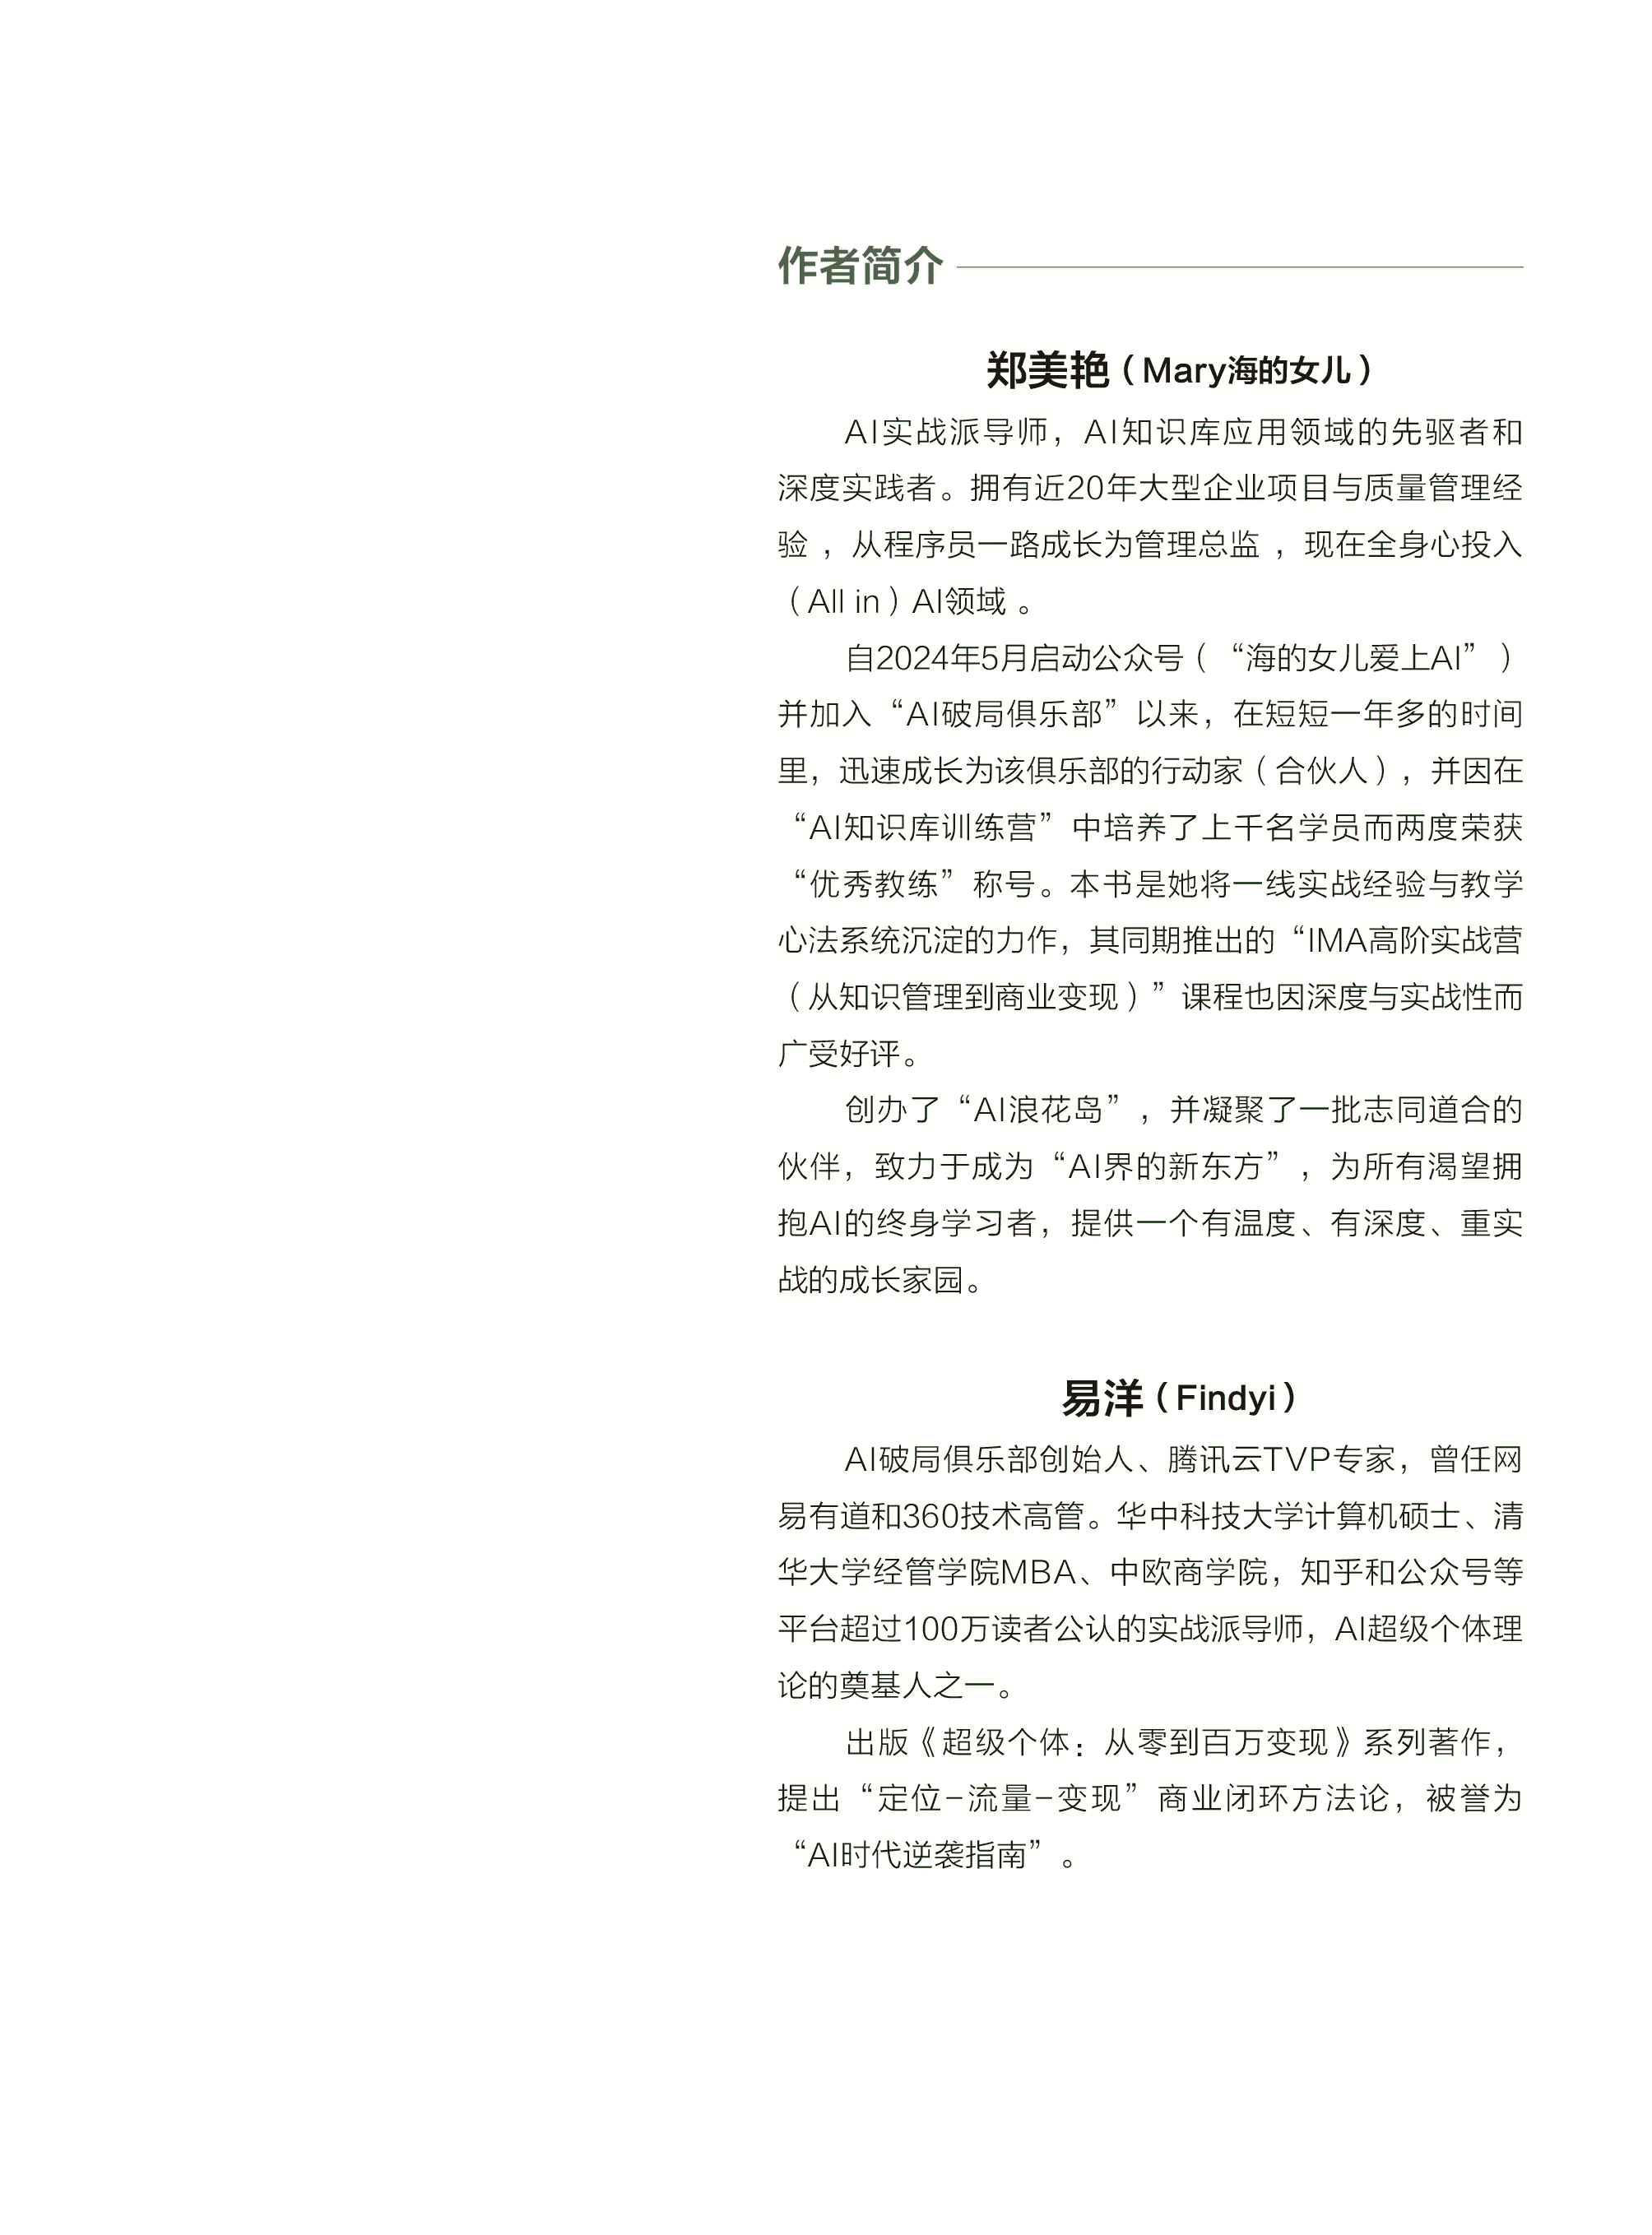 作者简介
郑美艳（Mary海的女儿）
AI实战派导师，AI知识库应用领域的先驱者和
深度实践者。拥有近20年大型企业项目与质量管理经
验 ，从程序员一路成长为管理总监 ，现在全身心投入
（All in）AI领域 。
自2024年5月启动公众号（“海的女儿爱上AI”）
并加入“AI破局俱乐部”以来，在短短一年多的时间
里，迅速成长为该俱乐部的行动家（合伙人），并因在
“AI知识库训练营”中培养了上千名学员而两度荣获
“优秀教练”称号。本书是她将一线实战经验与教学
心法系统沉淀的力作，其同期推出的“IMA高阶实战营
（从知识管理到商业变现）”课程也因深度与实战性而
广受好评。
创办了“AI浪花岛”，并凝聚了一批志同道合的
伙伴，致力于成为“AI界的新东方”，为所有渴望拥
抱AI的终身学习者，提供一个有温度、有深度、重实
战的成长家园。
易洋（Findyi）
AI破局俱乐部创始人、腾讯云TVP专家，曾任网
易有道和360技术高管。华中科技大学计算机硕士、清
华大学经管学院MBA、中欧商学院，知乎和公众号等
平台超过100万读者公认的实战派导师，AI超级个体理
论的奠基人之一。
出版《超级个体：从零到百万变现》系列著作，
提出“定位-流量-变现”商业闭环方法论，被誉为
“AI时代逆袭指南”。